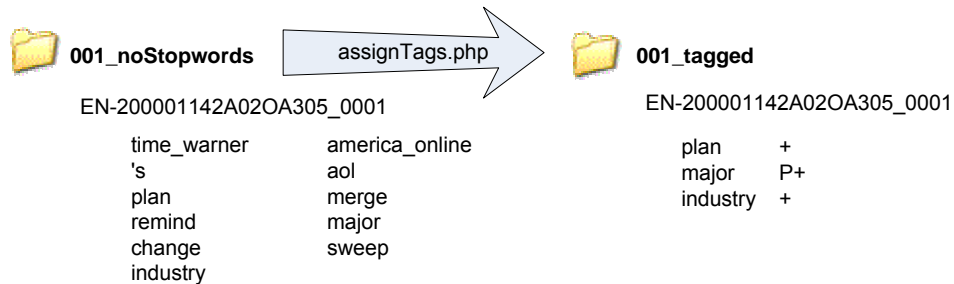 001_noStopwords
assignTags.php
001_tagged
EN-200001142A02OA305_0001
EN-200001142A02OA305_0001
time_warner america_online
's aol
plan merge
remind major
change sweep
industry
plan +
major P+
industry +